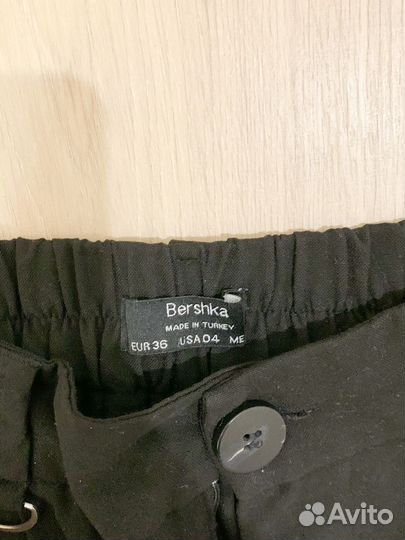 Bershka
MADE IN TURKEY
EUR 36 USA 04 ME
Avito